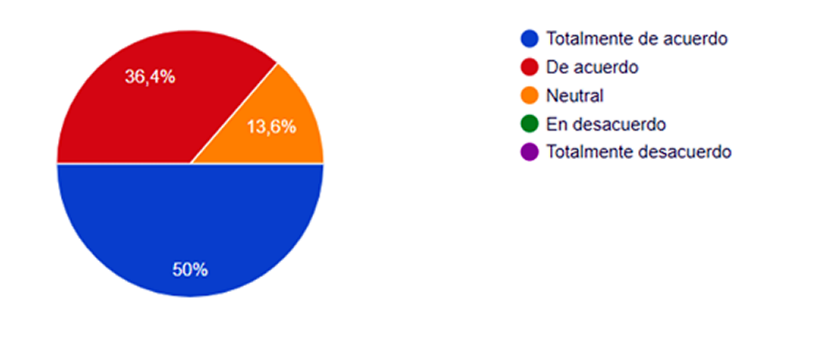 36,4%
13,6%
50%
Totalmente de acuerdo
De acuerdo
Neutral
En desacuerdo
Totalmente desacuerdo